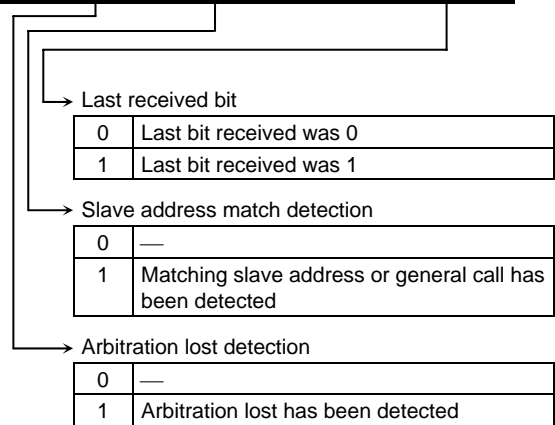 Last received bit
0 Last bit received was 0
1 Last bit received was 1
Slave address match detection
0 —
1 Matching slave address or general call has
been detected
Arbitration lost detection
0 —
1 Arbitration lost has been detected